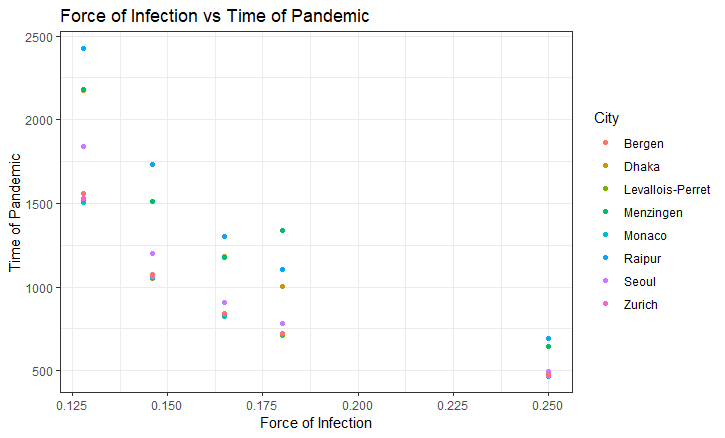 Force of Infection vs Time of Pandemic
Time of Pandemic
2500
2000
1500
1000
500
0.125
0.150
0.175
0.200
0.225
0.250
Force of Infection
City
Bergen
Dhaka
Levallois-Perret
Menzingen
Monaco
Raipur
Seoul
Zurich